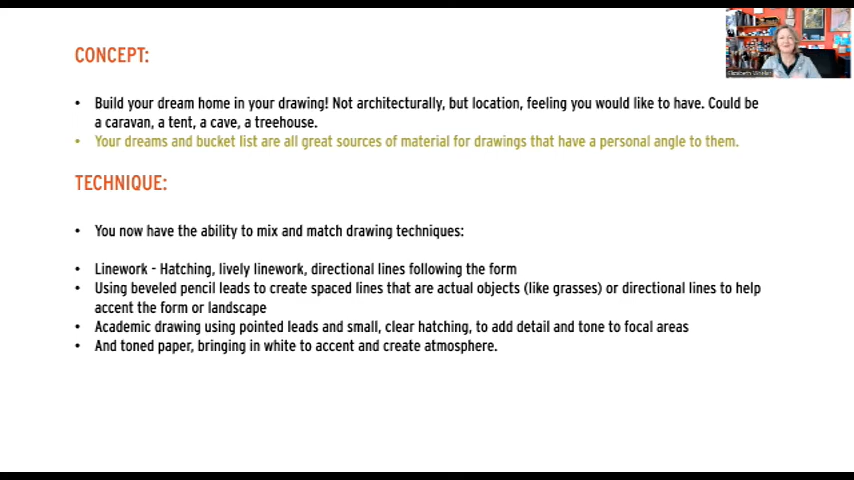 CONCEPT:
• Build your dream home in your drawing! Not architecturally, but location, feeling you would like to have. Could be
a caravan, a tent, a cave, a treehouse.
• Your dreams and bucket list are all great sources of material for drawings that have a personal angle to them.
TECHNIQUE:
• You now have the ability to mix and match drawing techniques:
• Linework - Hatching, lively linework, directional lines following the form
• Using beveled pencil leads to create spaced lines that are actual objects (like grasses) or directional lines to help
accent the form or landscape
• Academic drawing using pointed leads and small, clear hatching, to add detail and tone to focal areas
• And toned paper, bringing in white to accent and create atmosphere.